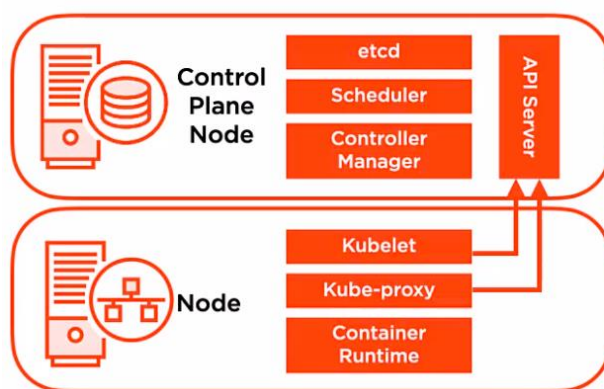 Control
Plane
Node
etcd
Scheduler
Controller
Manager
API Server
Node
Kubelet
Kube-proxy
Container
Runtime